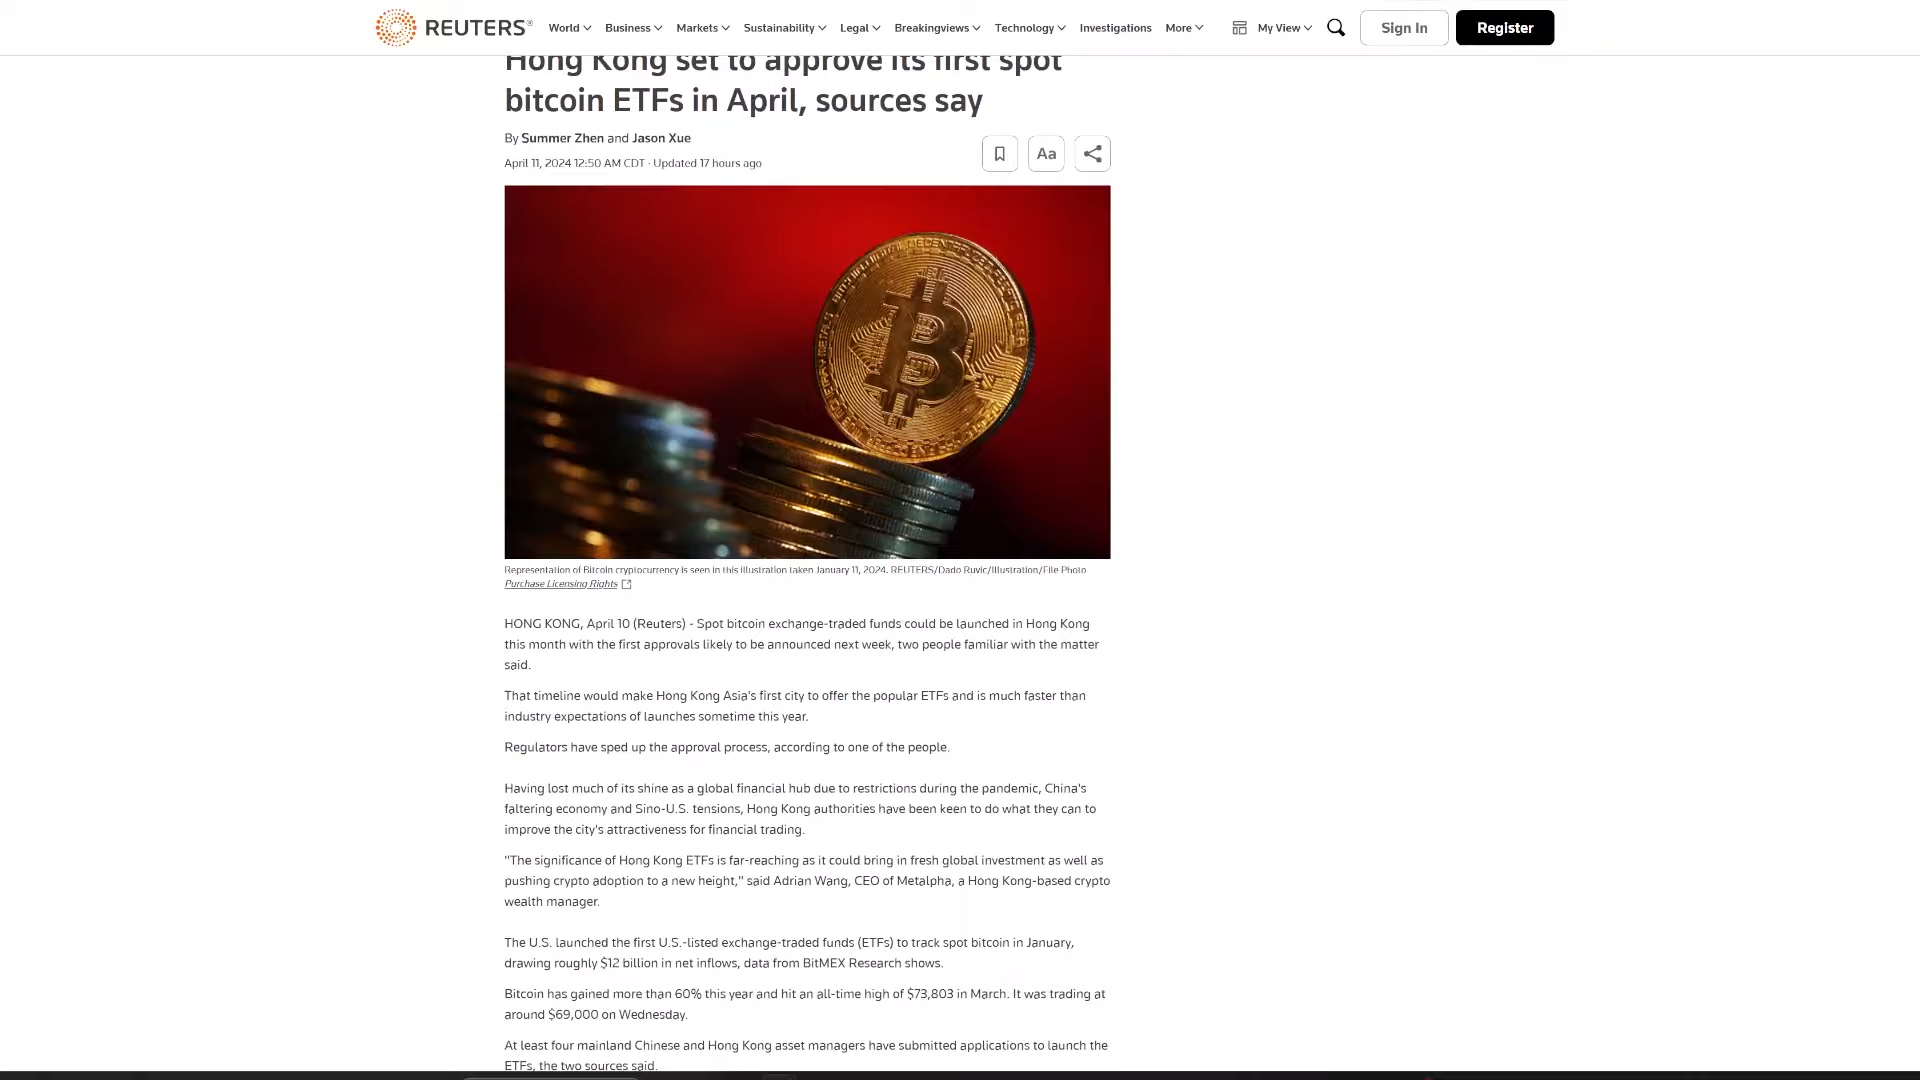 REUTERS®
World Business Markets Sustainability Legal Breakingviews Technology Investigations More My View Sign In Register
Hong Kong set to approve its first spot
bitcoin ETFs in April, sources say
By Summer Zhen and Jason Xue
April 11, 2024 12:50 AM CDT · Updated 17 hours ago
Aa
Representation of Bitcoin cryptocurrency is seen in this illustration taken January 11, 2024. REUTERS/Dado Ruvic/Illustration/File Photo
Purchase Licensing Rights
HONG KONG, April 10 (Reuters) - Spot bitcoin exchange-traded funds could be launched in Hong Kong
this month with the first approvals likely to be announced next week, two people familiar with the matter
said.
That timeline would make Hong Kong Asia's first city to offer the popular ETFs and is much faster than
industry expectations of launches sometime this year.
Regulators have sped up the approval process, according to one of the people.
Having lost much of its shine as a global financial hub due to restrictions during the pandemic, China's
faltering economy and Sino-U.S. tensions, Hong Kong authorities have been keen to do what they can to
improve the city's attractiveness for financial trading.
"The significance of Hong Kong ETFs is far-reaching as it could bring in fresh global investment as well as
pushing crypto adoption to a new height," said Adrian Wang, CEO of Metalpha, a Hong Kong-based crypto
wealth manager.
The U.S. launched the first U.S.-listed exchange-traded funds (ETFs) to track spot bitcoin in January,
drawing roughly $12 billion in net inflows, data from BitMEX Research shows.
Bitcoin has gained more than 60% this year and hit an all-time high of $73,803 in March. It was trading at
around $69,000 on Wednesday.
At least four mainland Chinese and Hong Kong asset managers have submitted applications to launch the
ETFs, the two sources said.